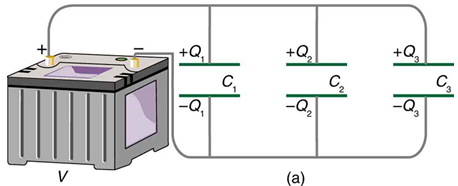 + −
+Q₁ +Q₂ +Q₃
C₁ C₂ C₃
−Q₁ −Q₂ −Q₃
V (a)